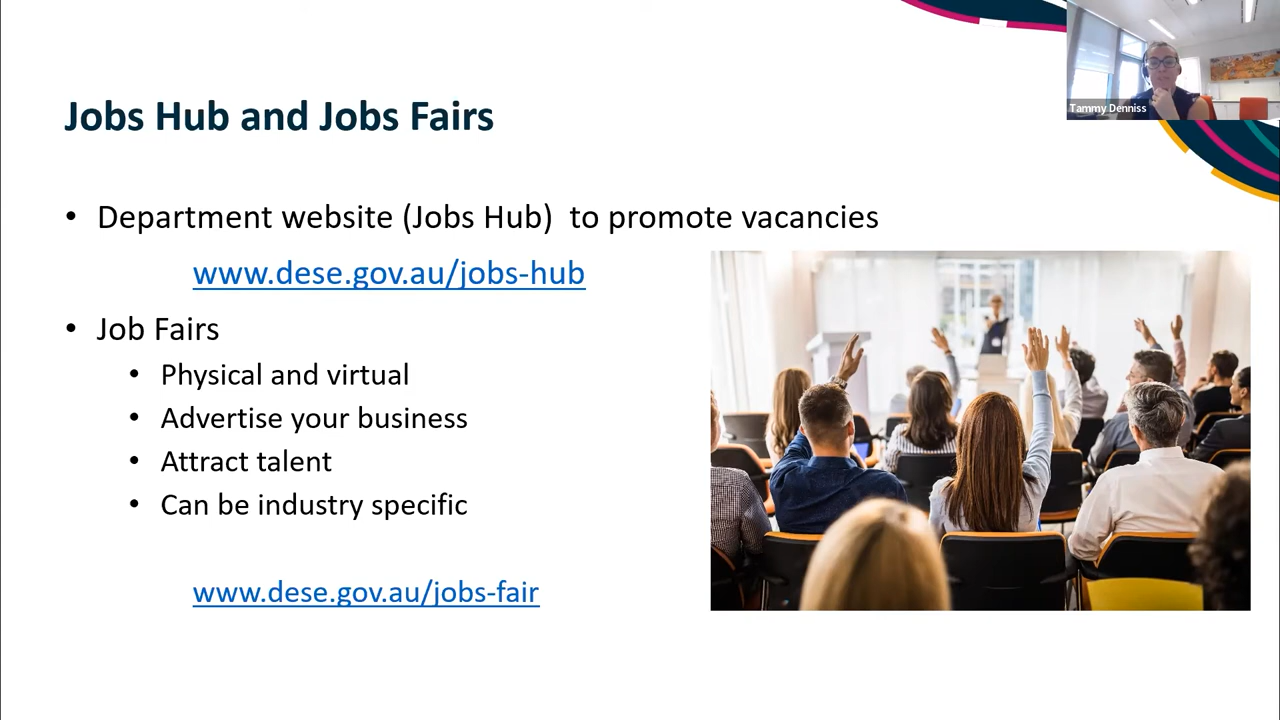 Tammy Denniss
Jobs Hub and Jobs Fairs
• Department website (Jobs Hub)  to promote vacancies
www.dese.gov.au/jobs-hub
• Job Fairs
• Physical and virtual
• Advertise your business
• Attract talent
• Can be industry specific
www.dese.gov.au/jobs-fair